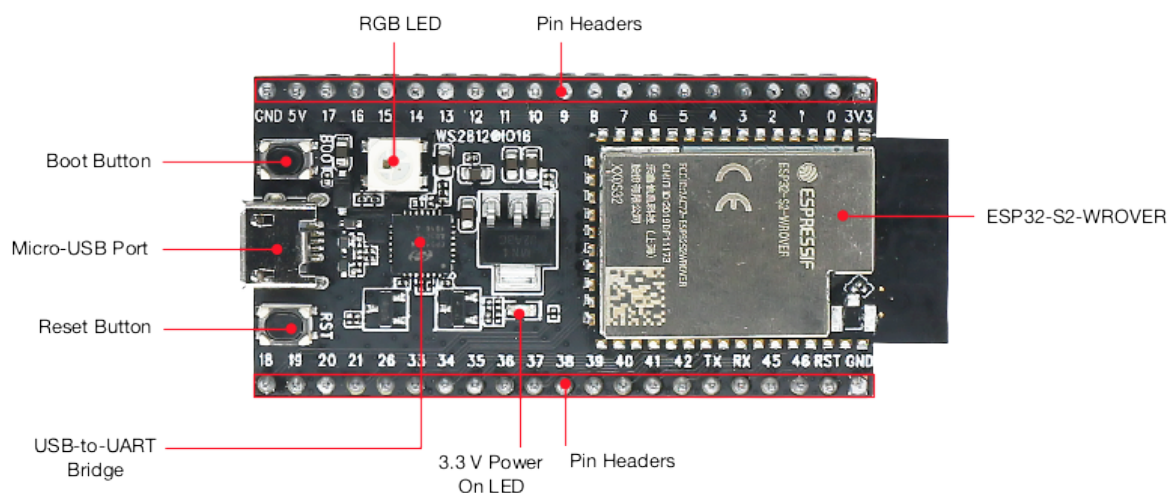 RGB LED
Pin Headers
GND 5V 17 16 15 14 13 12 11 10 9 8 7 6 5 4 3 2 1 0 3V3
Boot Button
BOOT
WS2812@IO18
Micro-USB Port
ESPRESSIF
ESP32-S2-WROVER
ESP32-S2-WROVER
CE
XX0S32
Reset Button
RST
18 19 20 21 26 33 34 35 36 37 38 39 40 41 42 TX RX 45 46 RST GND
USB-to-UART
Bridge
3.3 V Power
On LED
Pin Headers